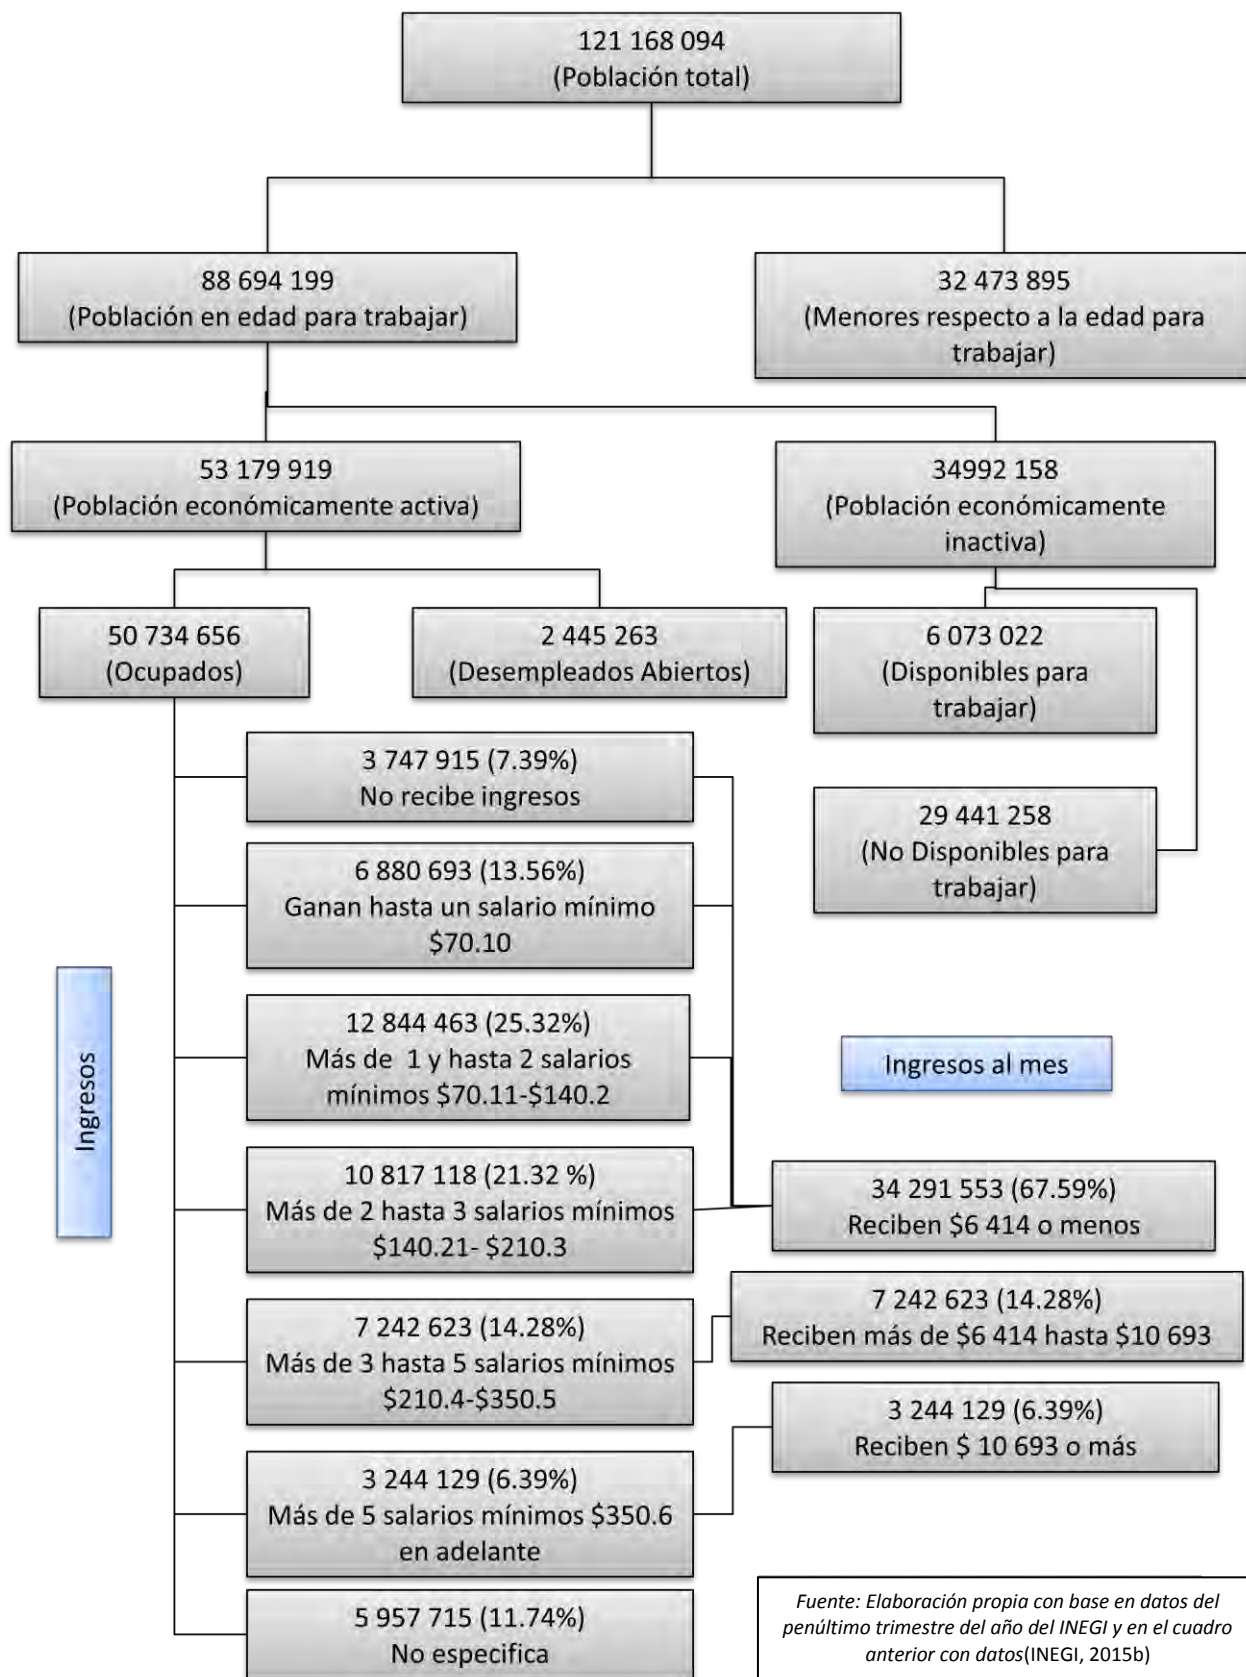 121 168 094
(Población total)
88 694 199
(Población en edad para trabajar)
32 473 895
(Menores respecto a la edad para
trabajar)
53 179 919
(Población económicamente activa)
34992 158
(Población económicamente
inactiva)
50 734 656
(Ocupados)
2 445 263
(Desempleados Abiertos)
6 073 022
(Disponibles para
trabajar)
3 747 915 (7.39%)
No recibe ingresos
29 441 258
(No Disponibles para
trabajar)
6 880 693 (13.56%)
Ganan hasta un salario mínimo
$70.10
Ingresos
12 844 463 (25.32%)
Más de 1 y hasta 2 salarios
mínimos $70.11-$140.2
Ingresos al mes
10 817 118 (21.32 %)
Más de 2 hasta 3 salarios mínimos
$140.21- $210.3
34 291 553 (67.59%)
Reciben $6 414 o menos
7 242 623 (14.28%)
Más de 3 hasta 5 salarios mínimos
$210.4-$350.5
7 242 623 (14.28%)
Reciben más de $6 414 hasta $10 693
3 244 129 (6.39%)
Reciben $ 10 693 o más
3 244 129 (6.39%)
Más de 5 salarios mínimos $350.6
en adelante
5 957 715 (11.74%)
No especifica
Fuente: Elaboración propia con base en datos del
penúltimo trimestre del año del INEGI y en el cuadro
anterior con datos(INEGI, 2015b)